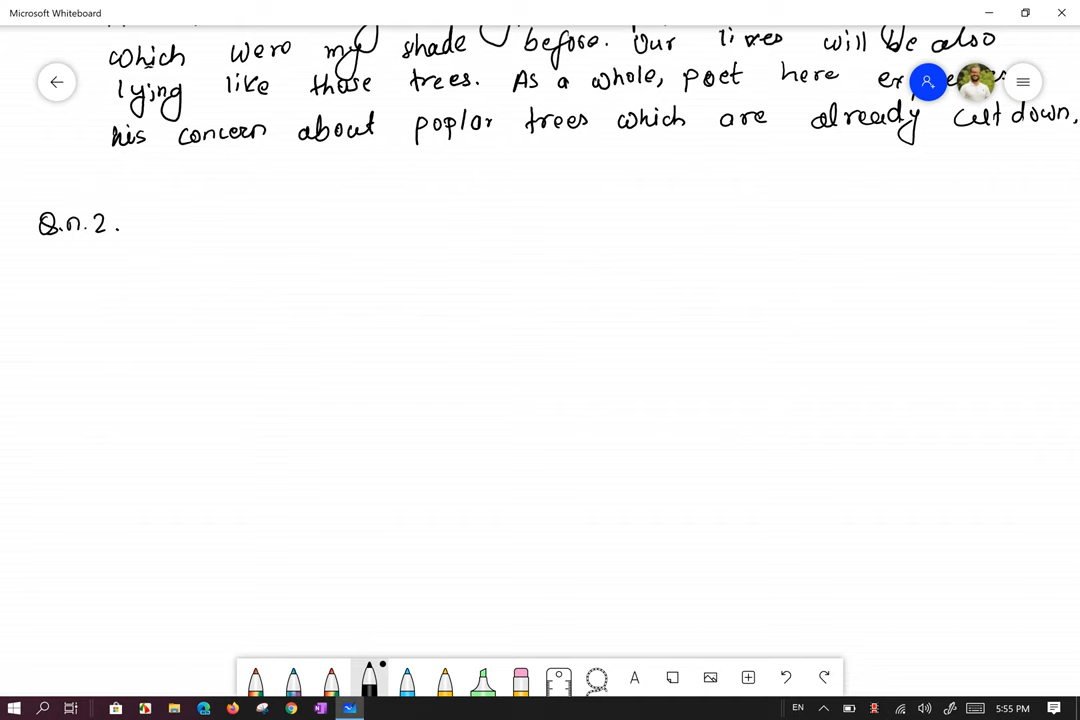 Microsoft Whiteboard
which were my shade before. Our lives will be also
lying like those trees. As a whole, poet here
his concern about poplar trees which are already cut down.
Q.n.2.
EN
5:55 PM